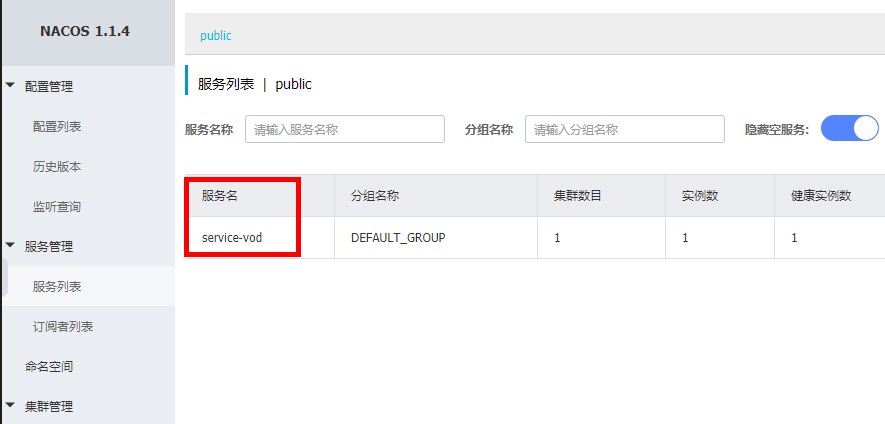 NACOS 1.1.4
配置管理
配置列表
历史版本
监听查询
服务管理
服务列表
订阅者列表
命名空间
集群管理
public
服务列表 | public
服务名称 请输入服务名称 分组名称 请输入分组名称 隐藏空服务:
服务名 分组名称 集群数目 实例数 健康实例数
service-vod DEFAULT_GROUP 1 1 1